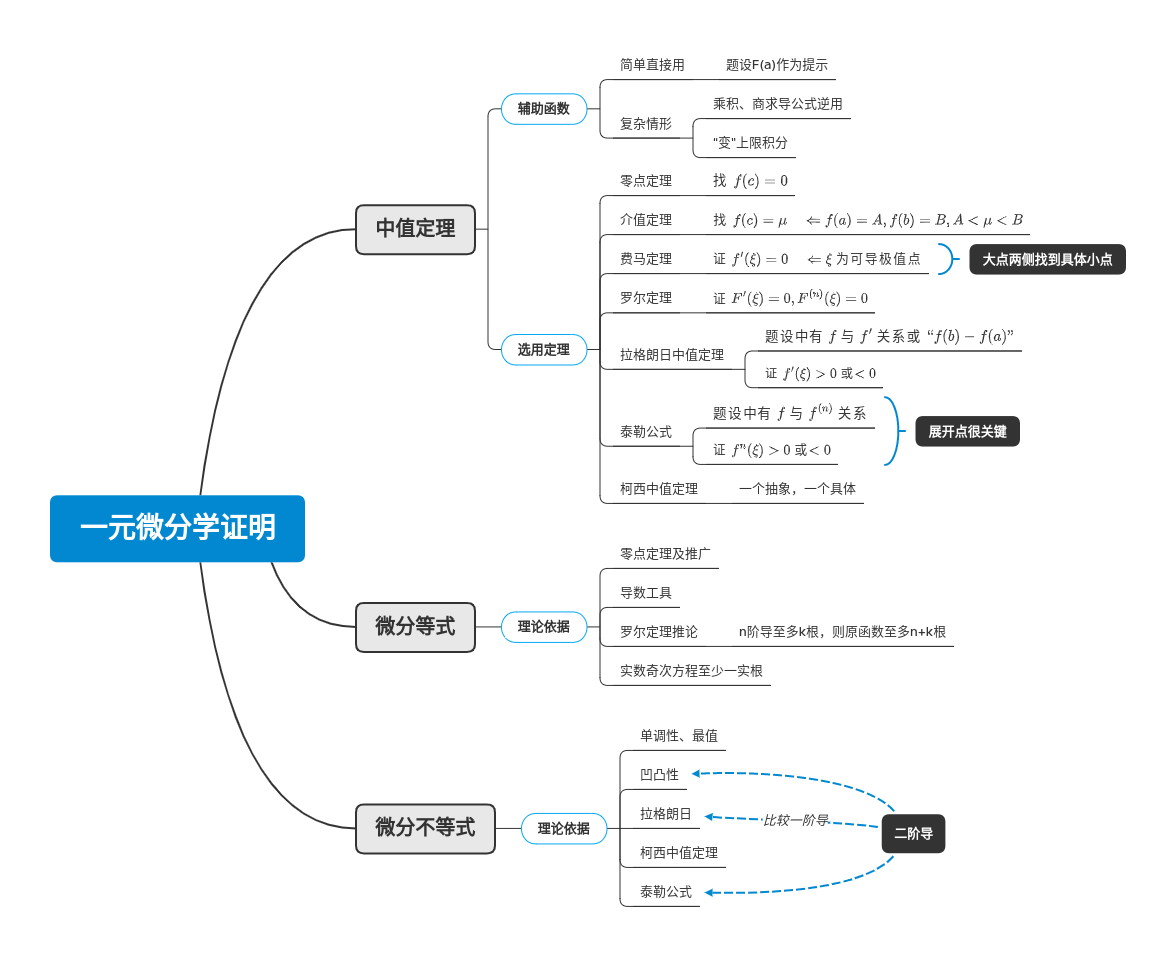 一元微分学证明
中值定理
辅助函数
简单直接用
题设F(a)作为提示
复杂情形
乘积、商求导公式逆用
"变"上限积分
选用定理
零点定理
找 f(c) = 0
介值定理
找 f(c) = μ ⇐ f(a) = A, f(b) = B, A < μ < B
费马定理
证 f′(ξ) = 0 ⇐ ξ 为可导极值点
大点两侧找到具体小点
罗尔定理
证 F′(ξ) = 0, F⁽ⁿ⁾(ξ) = 0
拉格朗日中值定理
题设中有 f 与 f′ 关系或 “f(b) − f(a)”
证 f′(ξ) > 0 或< 0
泰勒公式
题设中有 f 与 f⁽ⁿ⁾ 关系
证 fⁿ(ξ) > 0 或< 0
展开点很关键
柯西中值定理
一个抽象，一个具体
微分等式
理论依据
零点定理及推广
导数工具
罗尔定理推论
n阶导至多k根，则原函数至多n+k根
实数奇次方程至少一实根
微分不等式
理论依据
单调性、最值
凹凸性
拉格朗日
比较一阶导
二阶导
柯西中值定理
泰勒公式